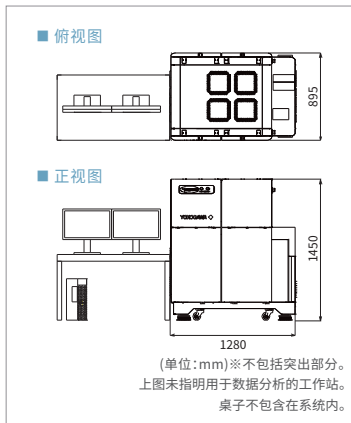 ■ 俯视图
895
■ 正视图
YOKOGAWA
1450
1280
(单位：mm)※不包括突出部分。
上图未指明用于数据分析的工作站。
桌子不包含在系统内。